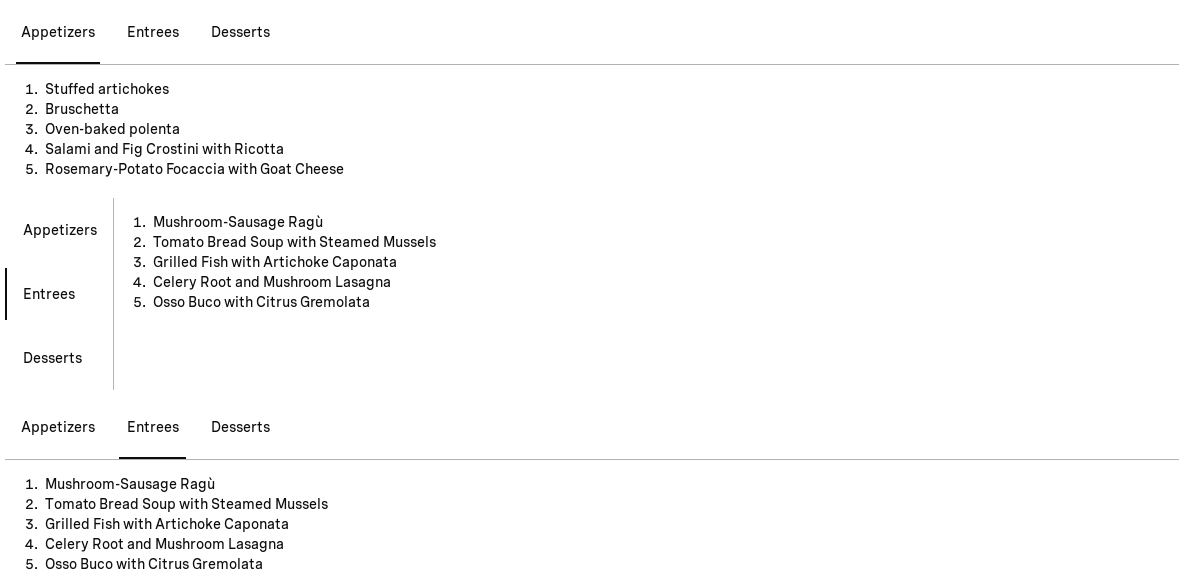 Appetizers Entrees Desserts
1. Stuffed artichokes
2. Bruschetta
3. Oven-baked polenta
4. Salami and Fig Crostini with Ricotta
5. Rosemary-Potato Focaccia with Goat Cheese
Appetizers
Entrees
Desserts
1. Mushroom-Sausage Ragù
2. Tomato Bread Soup with Steamed Mussels
3. Grilled Fish with Artichoke Caponata
4. Celery Root and Mushroom Lasagna
5. Osso Buco with Citrus Gremolata
Appetizers Entrees Desserts
1. Mushroom-Sausage Ragù
2. Tomato Bread Soup with Steamed Mussels
3. Grilled Fish with Artichoke Caponata
4. Celery Root and Mushroom Lasagna
5. Osso Buco with Citrus Gremolata